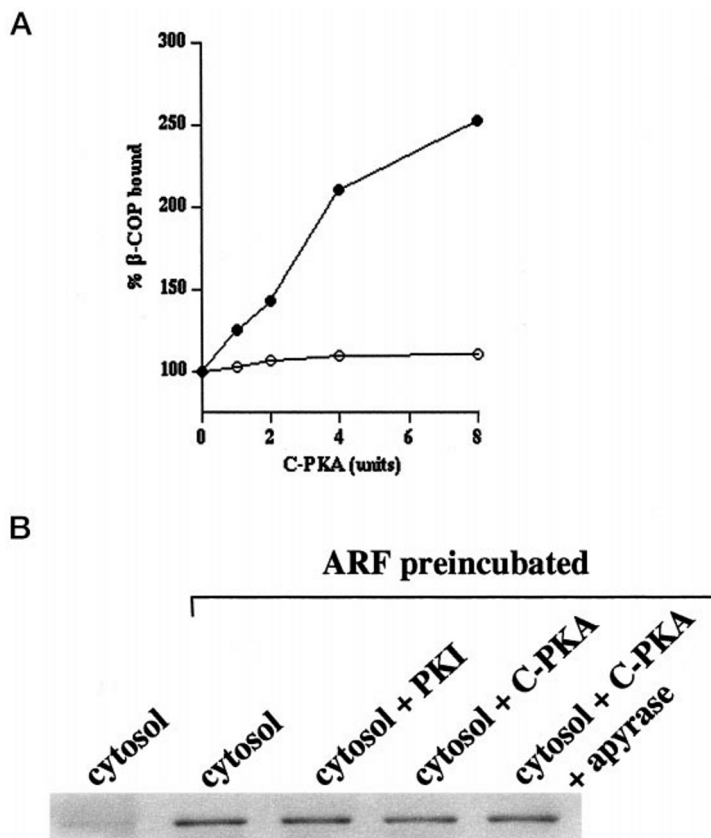 A
300
250
200
150
100
% β-COP bound
0 2 4 6 8
C-PKA (units)
B
ARF preincubated
cytosol
cytosol
cytosol + PKI
cytosol + C-PKA
cytosol + C-PKA
+ apyrase